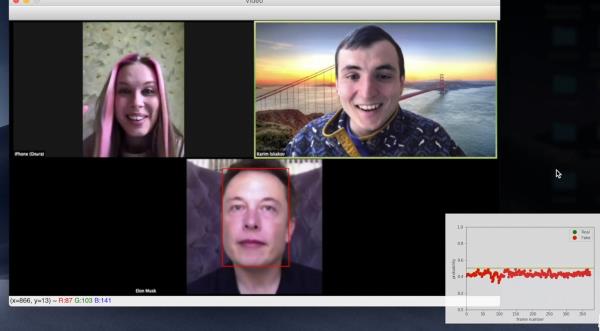 Video
iPhone (Olura)
Karim Iskakov
Elon Musk
(x=866, y=13) ~ R:87 G:103 B:141
Real
Fake
1.0
0.8
0.6
0.4
0.2
0.0
probability
0 50 100 150 200 250 300 350
frame number